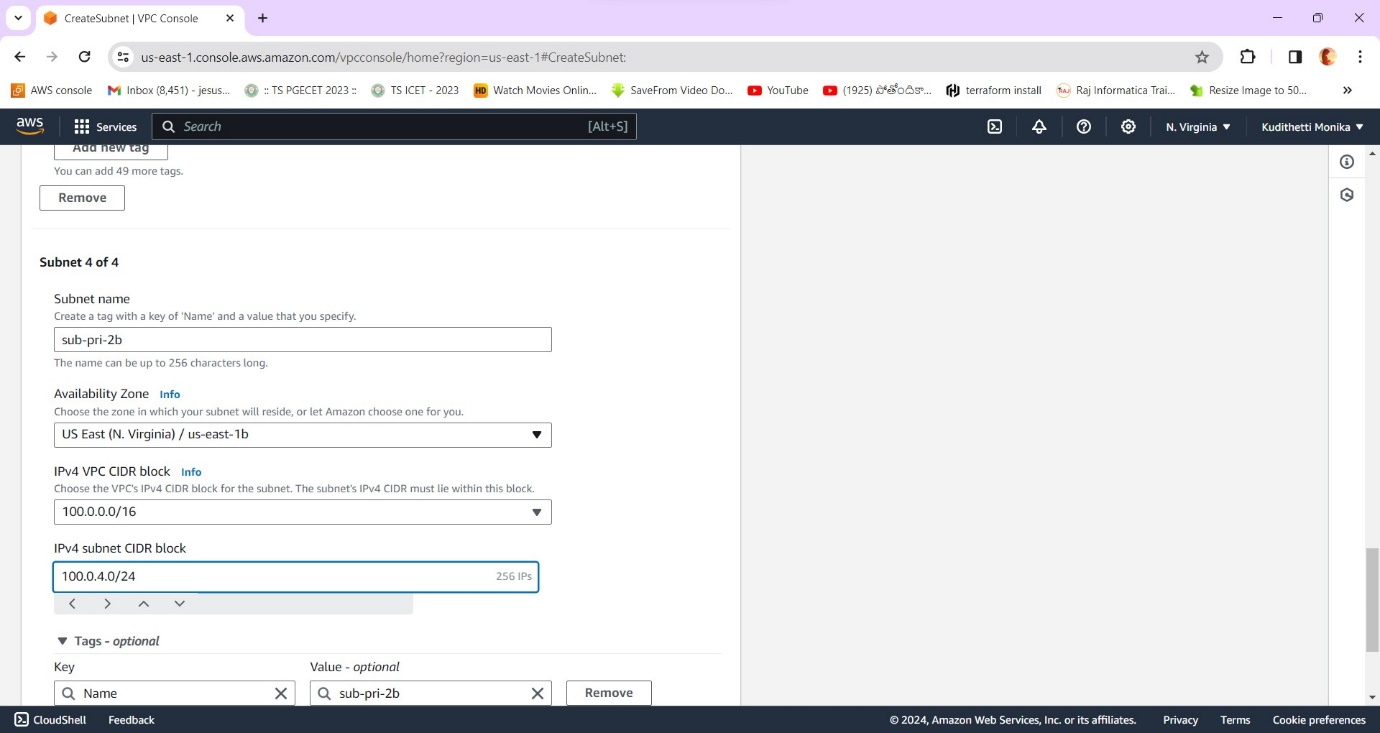 CreateSubnet | VPC Console
us-east-1.console.aws.amazon.com/vpcconsole/home?region=us-east-1#CreateSubnet:
AWS console Inbox (8,451) - jesus... :: TS PGECET 2023 :: TS ICET - 2023 Watch Movies Onlin... SaveFrom Video Do... YouTube (1925) terraform install Raj Informatica Trai... Resize Image to 50...
aws Services Search [Alt+S] N. Virginia Kudithetti Monika
Add new tag
You can add 49 more tags.
Remove
Subnet 4 of 4
Subnet name
Create a tag with a key of 'Name' and a value that you specify.
sub-pri-2b
The name can be up to 256 characters long.
Availability Zone Info
Choose the zone in which your subnet will reside, or let Amazon choose one for you.
US East (N. Virginia) / us-east-1b
IPv4 VPC CIDR block Info
Choose the VPC's IPv4 CIDR block for the subnet. The subnet's IPv4 CIDR must lie within this block.
100.0.0.0/16
IPv4 subnet CIDR block
100.0.4.0/24 256 IPs
Tags - optional
Key Value - optional
Name sub-pri-2b Remove
CloudShell Feedback © 2024, Amazon Web Services, Inc. or its affiliates. Privacy Terms Cookie preferences